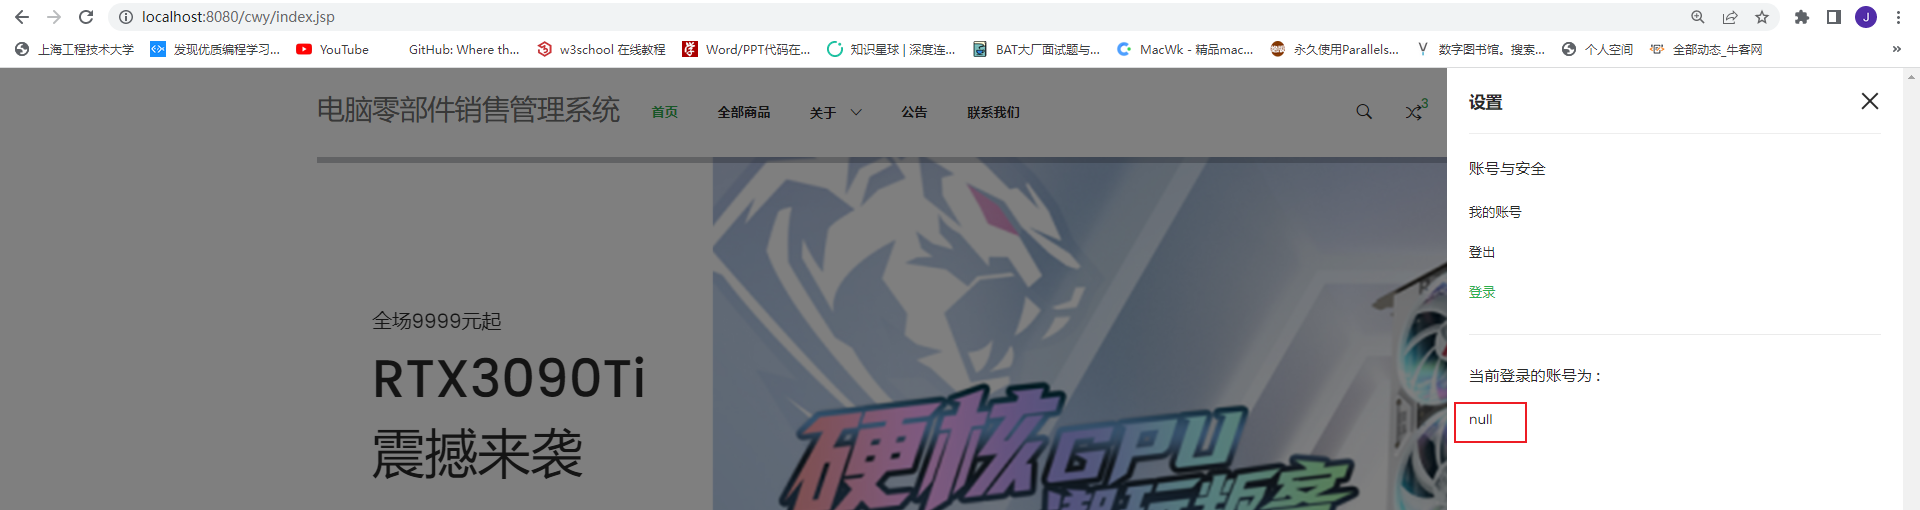 localhost:8080/cwy/index.jsp
上海工程技术大学 发现优质编程学习... YouTube GitHub: Where th... w3school 在线教程 Word/PPT代码在... 知识星球 | 深度连... BAT大厂面试题与... MacWk - 精品mac... 永久使用Parallels... 数字图书馆。搜索... 个人空间 全部动态_牛客网 »
电脑零部件销售管理系统 首页 全部商品 关于 公告 联系我们 3
设置
账号与安全
我的账号
登出
登录
当前登录的账号为：
null
全场9999元起
RTX3090Ti
震撼来袭
硬核GPU
潮玩叛客